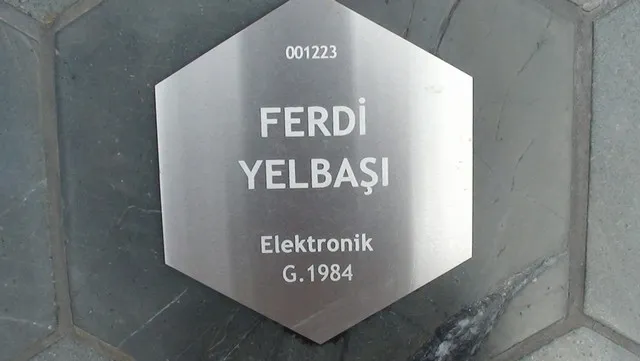 001223
FERDİ
YELBAŞI
Elektronik
G.1984